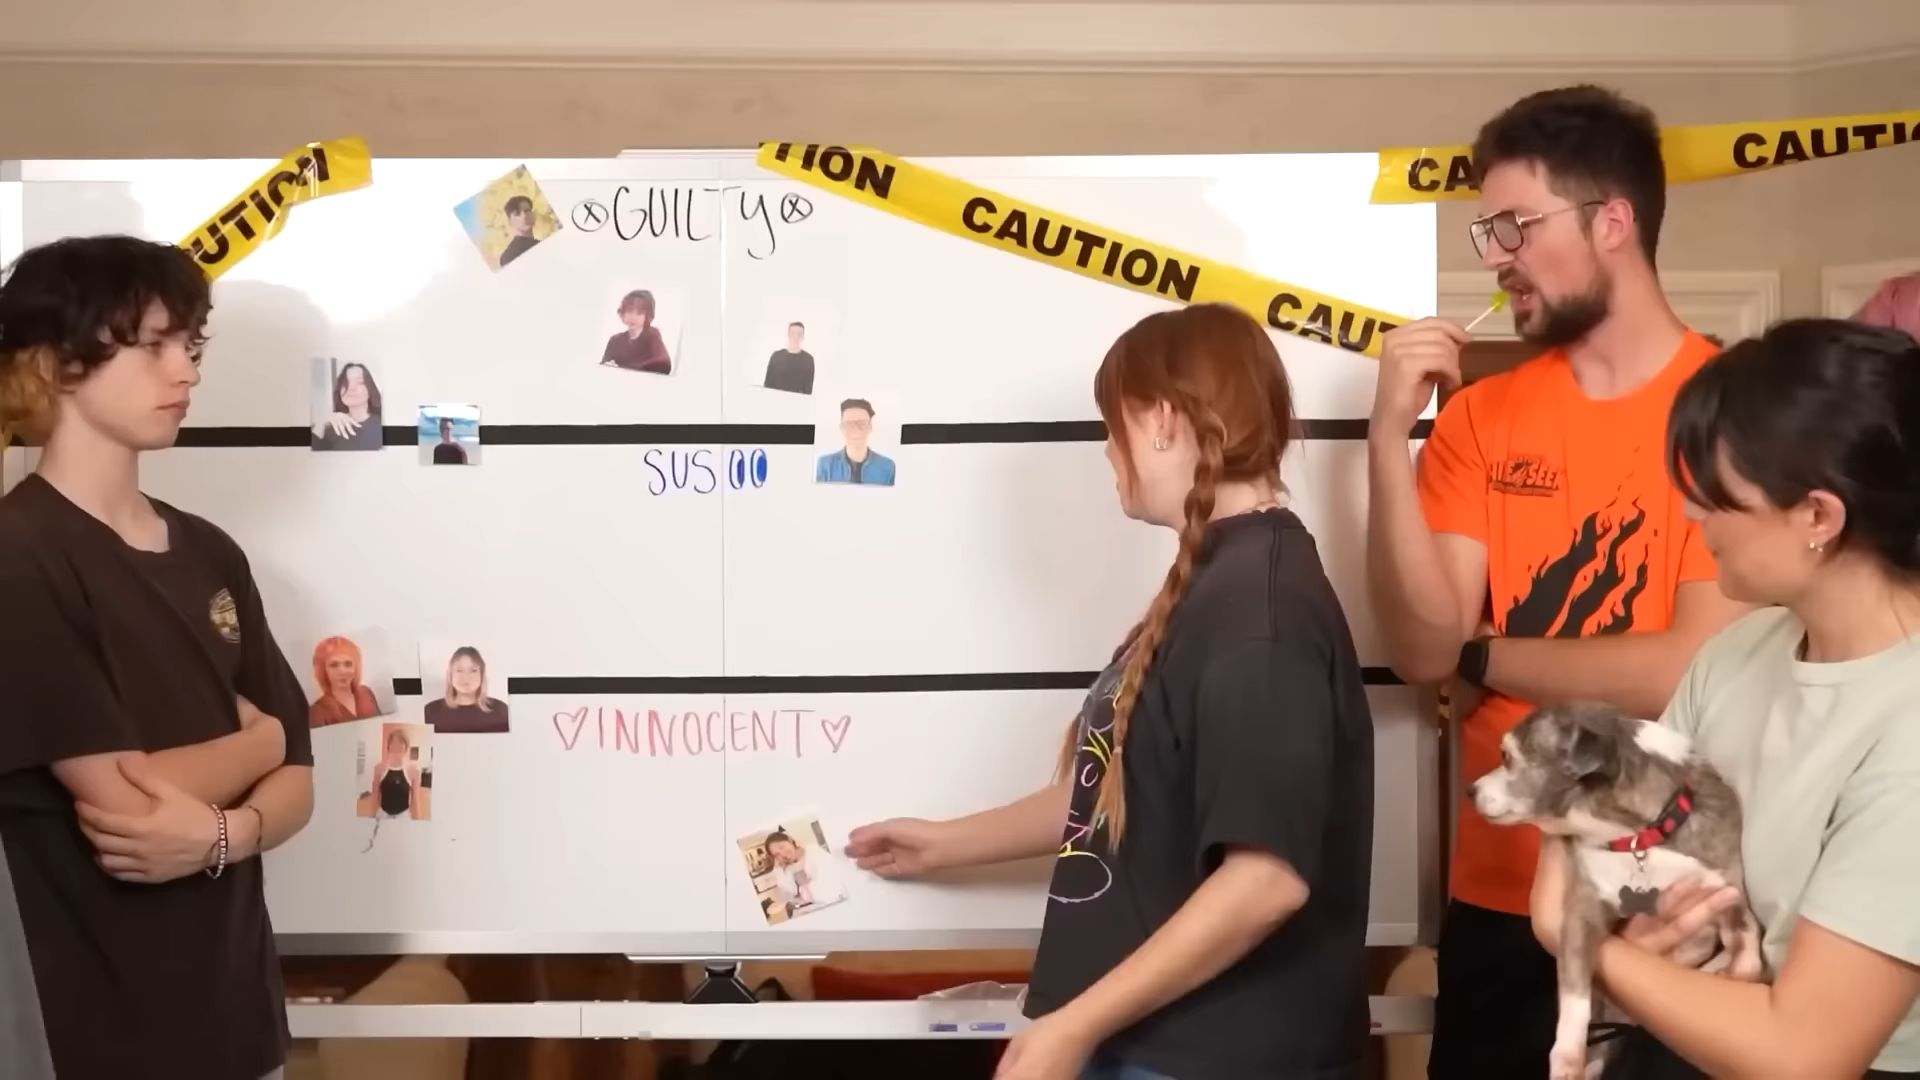 UTION
TION CAUTION CAUT
CA CAUTI
GUILTY
SUS
♡INNOCENT♡